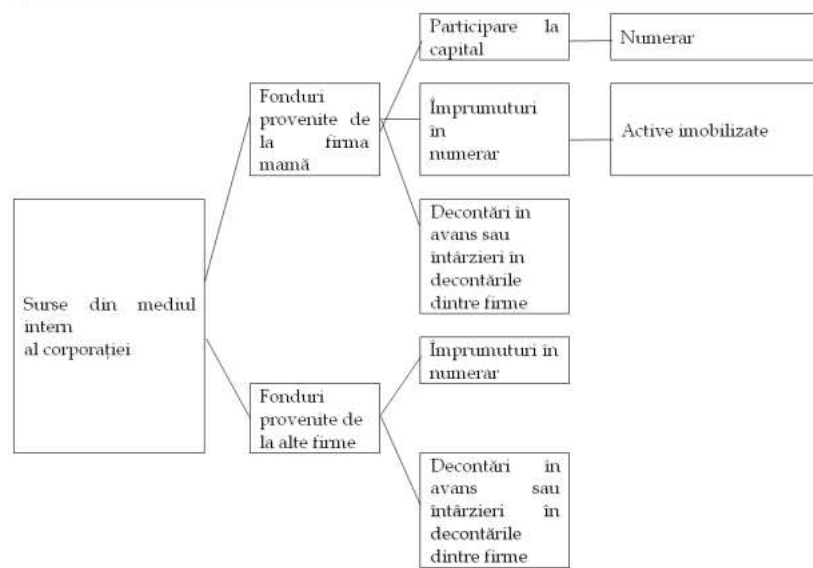 Surse din mediul
intern
al corporației
Fonduri
provenite de
la firma
mamă
Participare la
capital
Numerar
Împrumuturi
în
numerar
Active imobilizate
Decontări în
avans sau
întârzieri în
decontările
dintre firme
Fonduri
provenite de
la alte firme
Împrumuturi în
numerar
Decontări în
avans sau
întârzieri în
decontările
dintre firme